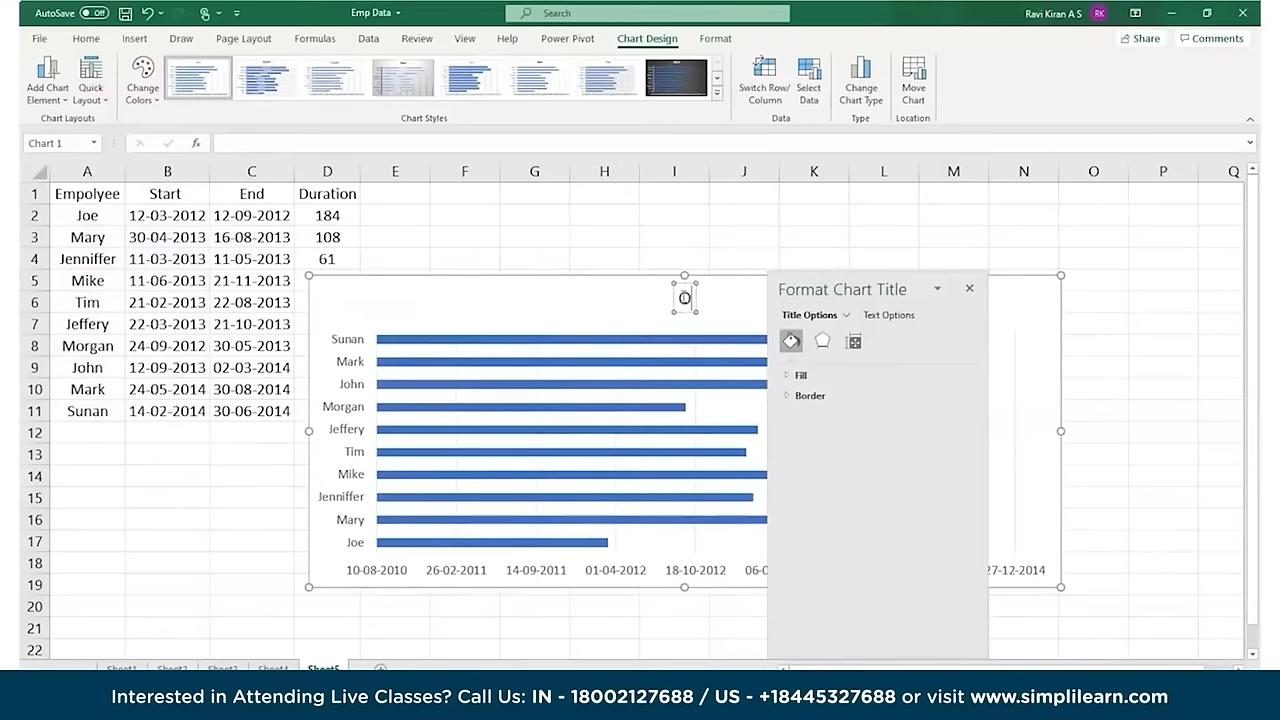 AutoSave Off Emp Data Search Ravi Kiran A S RK
File Home Insert Draw Page Layout Formulas Data Review View Help Power Pivot Chart Design Format Share Comments
Add Chart Element Quick Layout Change Colors Switch Row/ Column Select Data Change Chart Type Move Chart
Chart Layouts Chart Styles Data Type Location
Chart 1 fx
A B C D E F G H I J K L M N O P Q
1 Empolyee Start End Duration
2 Joe 12-03-2012 12-09-2012 184
3 Mary 30-04-2013 16-08-2013 108
4 Jenniffer 11-03-2013 11-05-2013 61
5 Mike 11-06-2013 21-11-2013
6 Tim 21-02-2013 22-08-2013
7 Jeffery 22-03-2013 21-10-2013
8 Morgan 24-09-2012 30-05-2013
9 John 12-09-2013 02-03-2014
10 Mark 24-05-2014 30-08-2014
11 Sunan 14-02-2014 30-06-2014
12
13
14
15
16
17
18
19
20
21
22
Sunan
Mark
John
Morgan
Jeffery
Tim
Mike
Jenniffer
Mary
Joe
10-08-2010 26-02-2011 14-09-2011 01-04-2012 18-10-2012 27-12-2014
Format Chart Title
Title Options Text Options
Fill
Border
Sheet1 Sheet2 Sheet3 Sheet4 Sheet5
Interested in Attending Live Classes? Call Us: IN - 18002127688 / US - +18445327688 or visit www.simplilearn.com